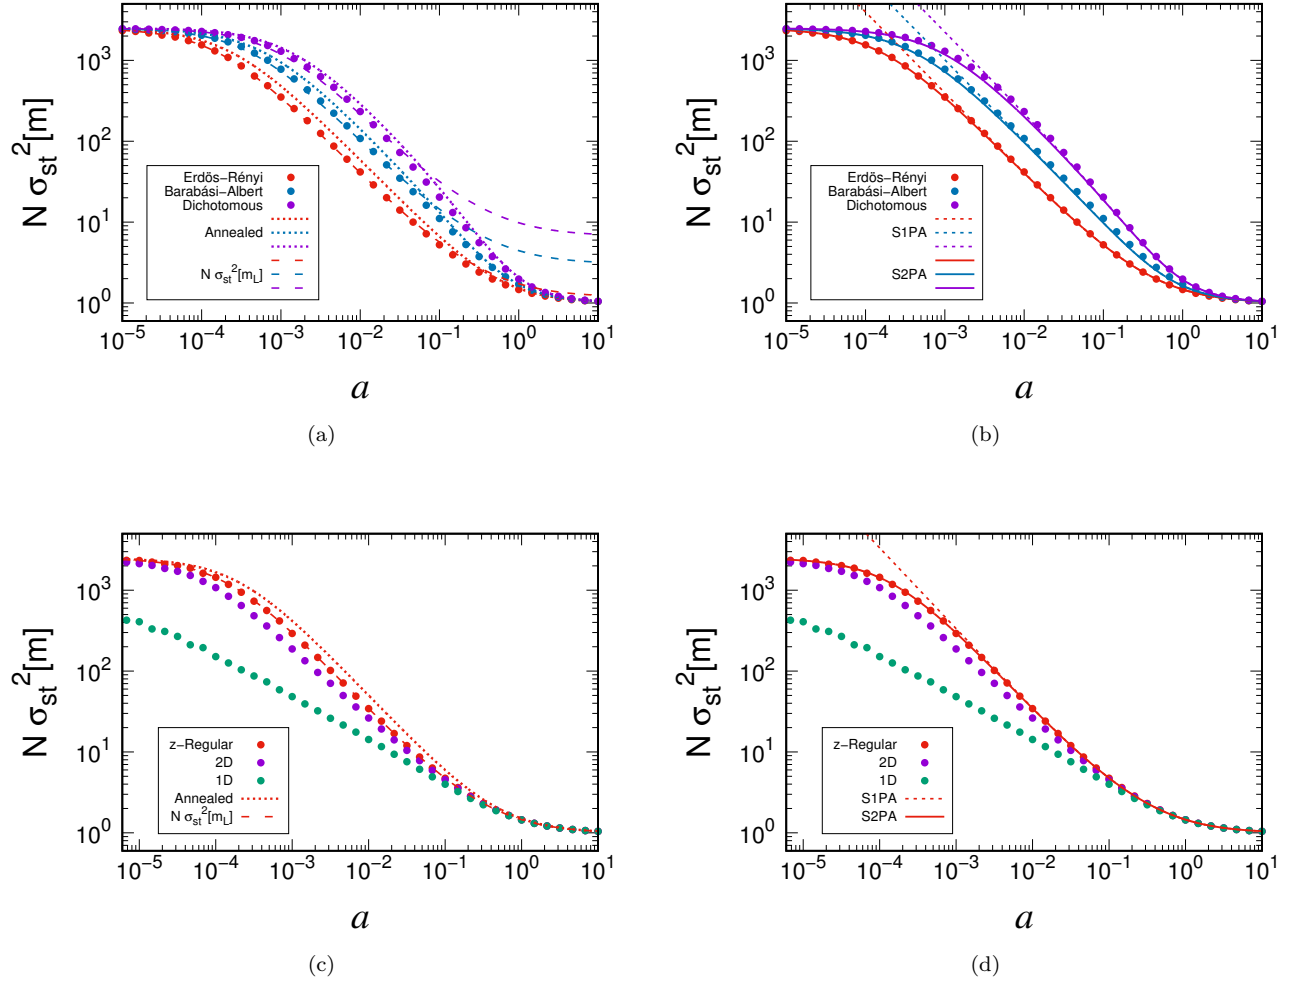 N σst²[m]
10³
10²
10¹
10⁰
Erdös−Rényi
Barabási−Albert
Dichotomous
Annealed
N σst²[mL]
10⁻⁵ 10⁻⁴ 10⁻³ 10⁻² 10⁻¹ 10⁰ 10¹
a
(a)
N σst²[m]
10³
10²
10¹
10⁰
Erdös−Rényi
Barabási−Albert
Dichotomous
S1PA
S2PA
10⁻⁵ 10⁻⁴ 10⁻³ 10⁻² 10⁻¹ 10⁰ 10¹
a
(b)
N σst²[m]
10³
10²
10¹
10⁰
z−Regular
2D
1D
Annealed
N σst²[mL]
10⁻⁵ 10⁻⁴ 10⁻³ 10⁻² 10⁻¹ 10⁰ 10¹
a
(c)
N σst²[m]
10³
10²
10¹
10⁰
z−Regular
2D
1D
S1PA
S2PA
10⁻⁵ 10⁻⁴ 10⁻³ 10⁻² 10⁻¹ 10⁰ 10¹
a
(d)